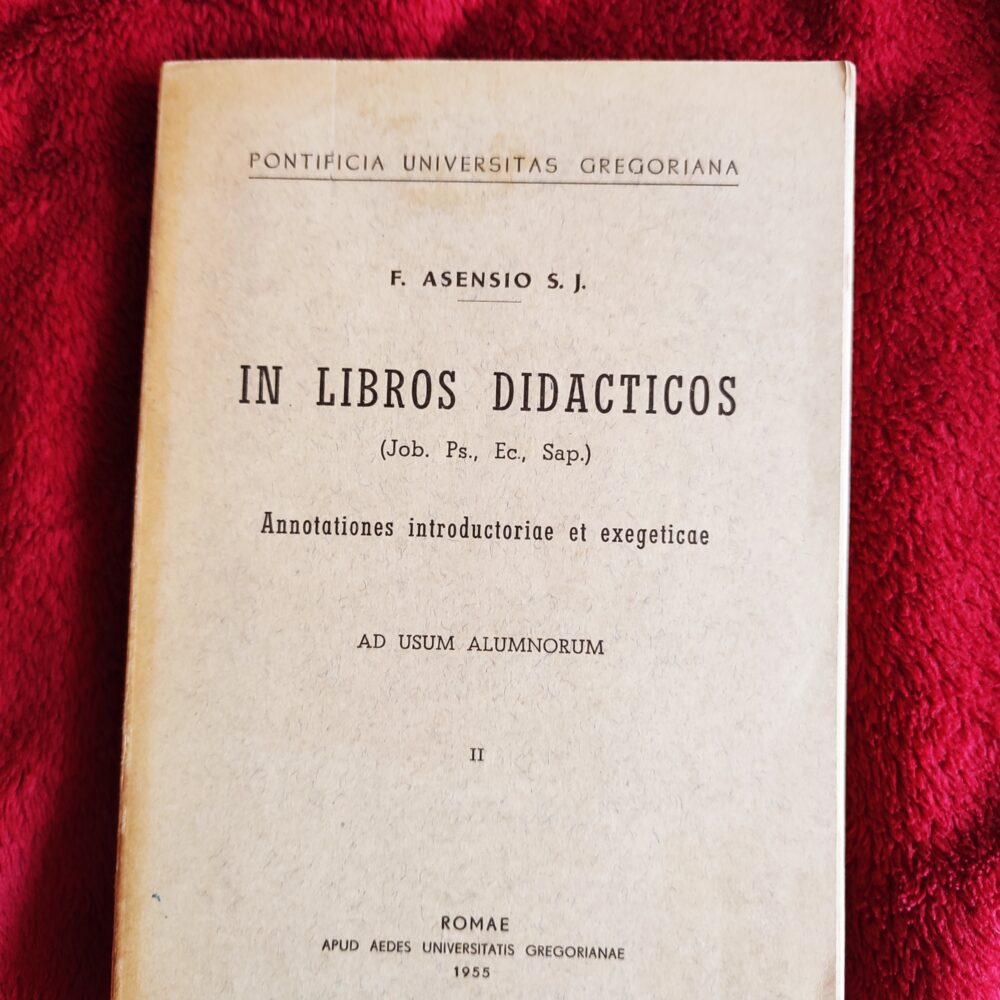 PONTIFICIA UNIVERSITAS GREGORIANA
F. ASENSIO S. J.
IN LIBROS DIDACTICOS
(Job. Ps., Ec., Sap.)
Annotationes introductoriae et exegeticae
AD USUM ALUMNORUM
II
ROMAE
APUD AEDES UNIVERSITATIS GREGORIANAE
1955